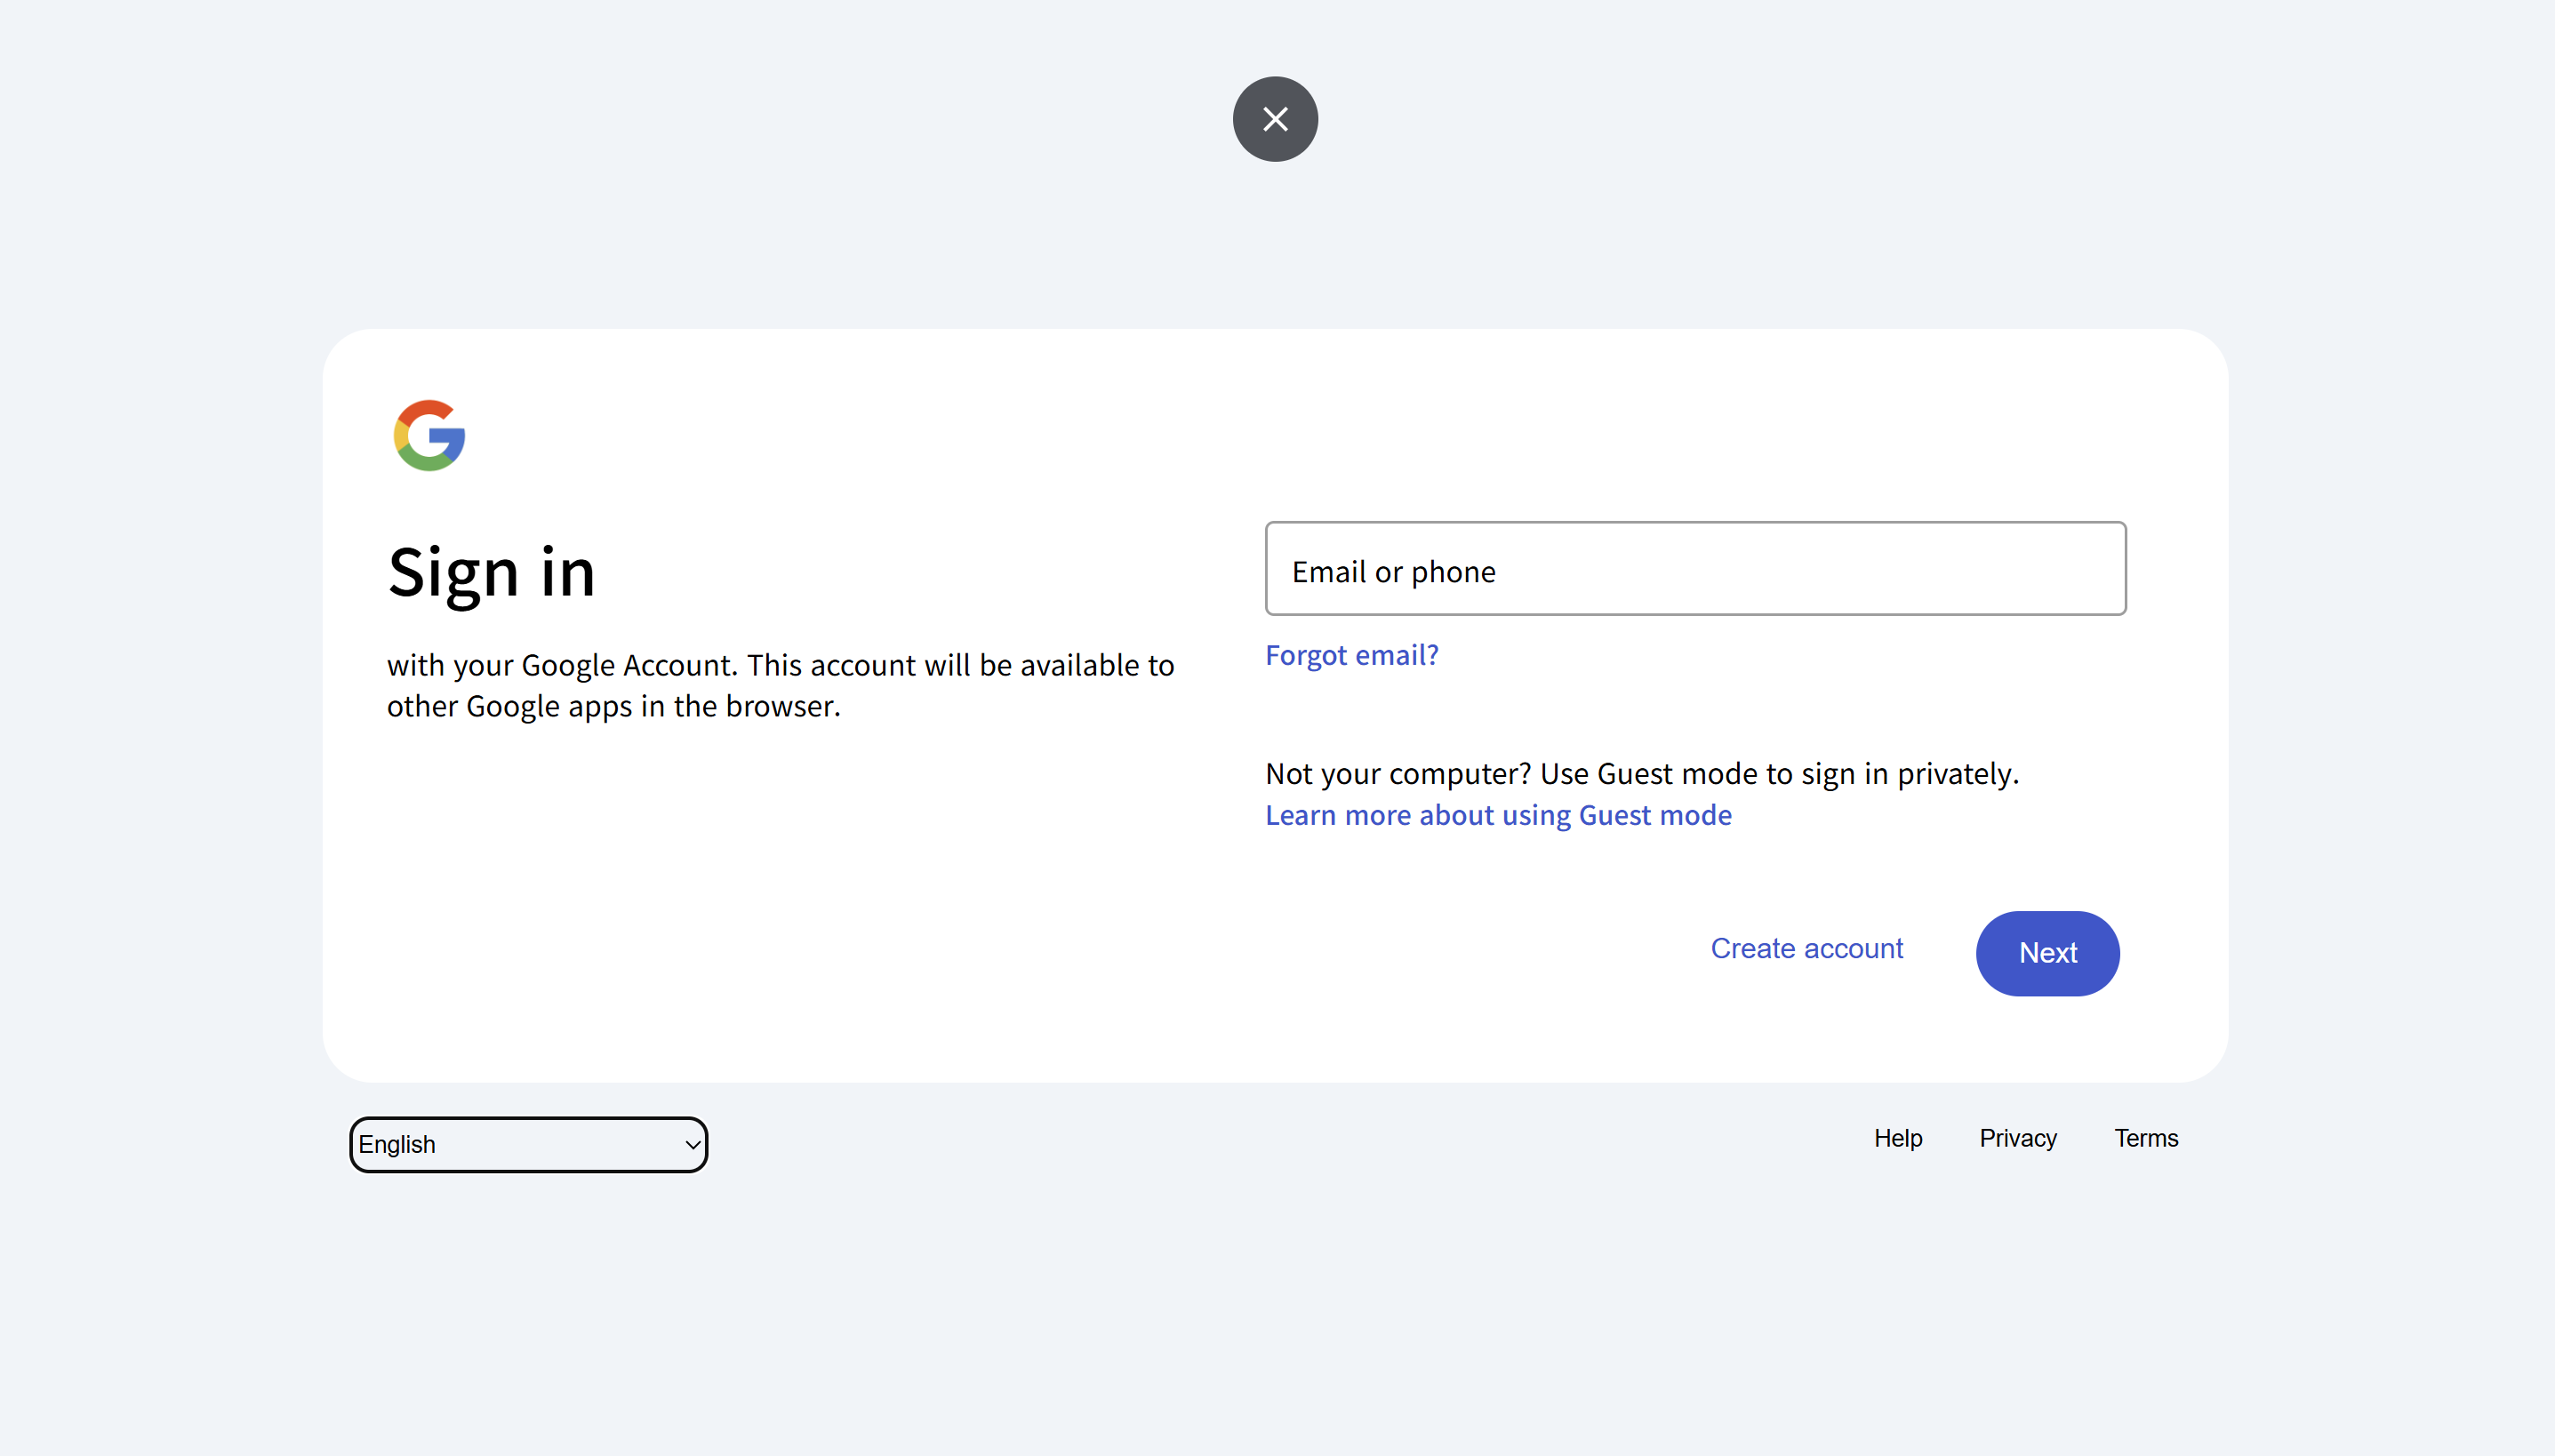 Sign in
with your Google Account. This account will be available to
other Google apps in the browser.
Email or phone
Forgot email?
Not your computer? Use Guest mode to sign in privately.
Learn more about using Guest mode
Create account
Next
English
Help
Privacy
Terms